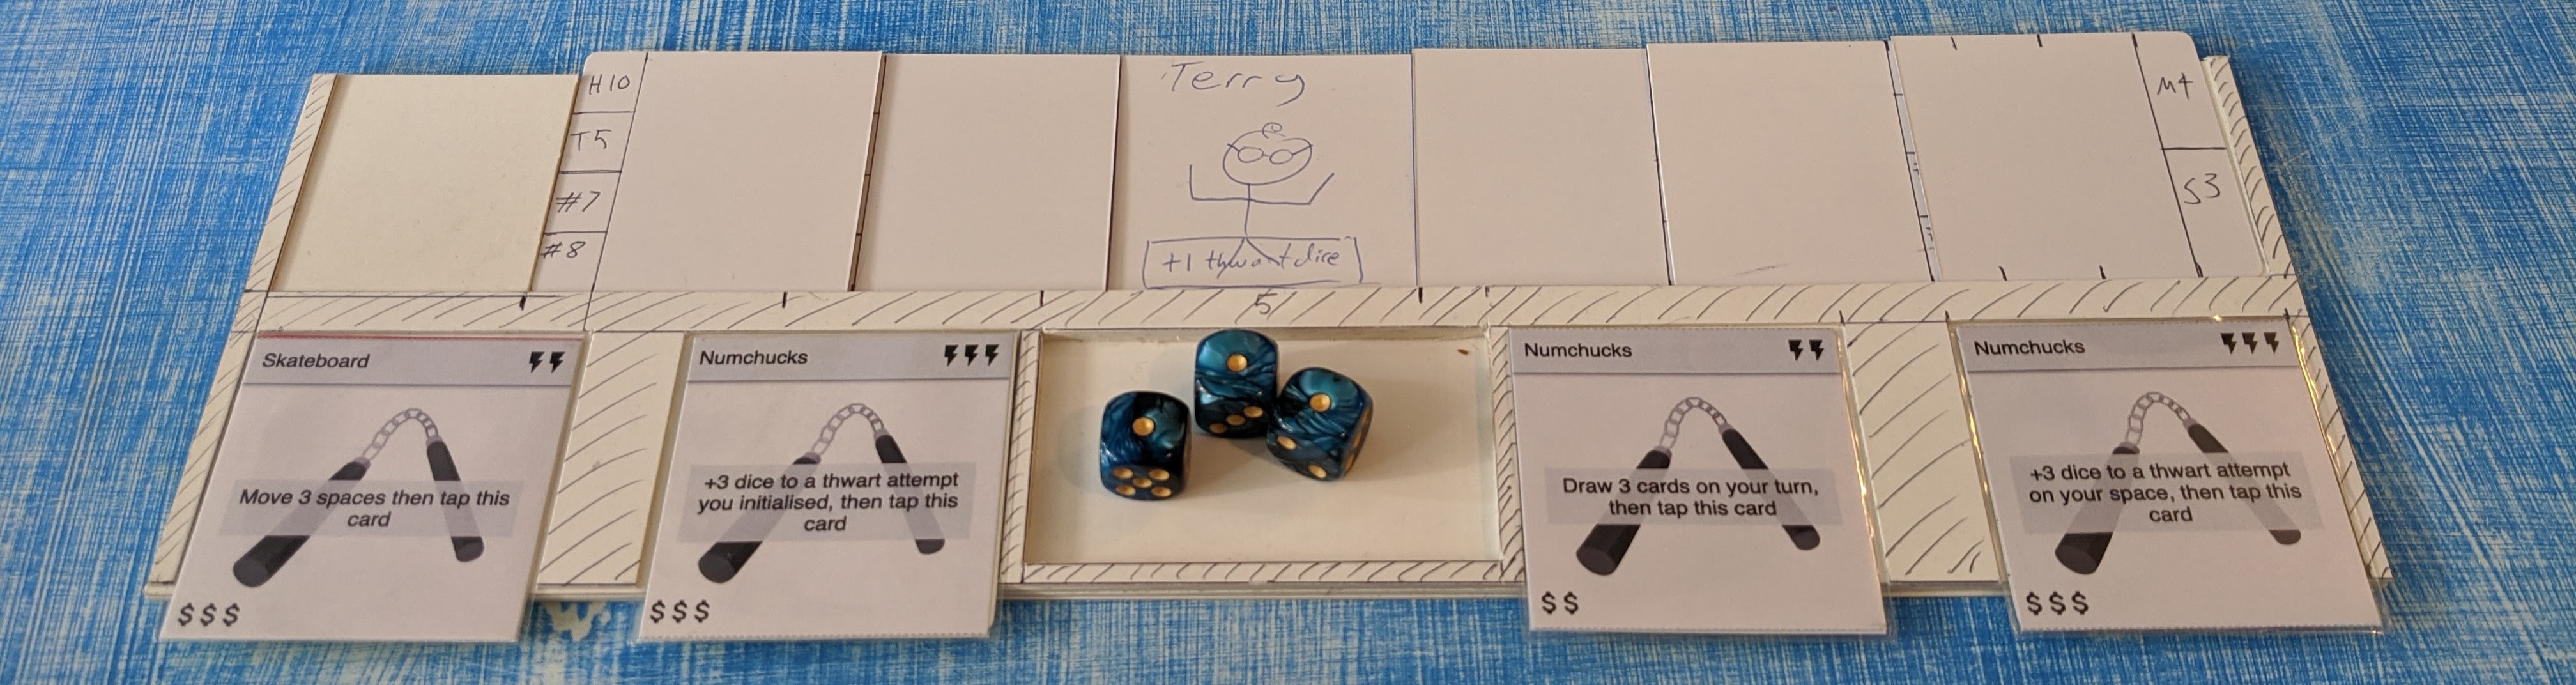 Terry
H10
T5
#7
#8
M4
S3
+1 thwart dice
5
Skateboard
Move 3 spaces then tap this
card
$$$
Numchucks
+3 dice to a thwart attempt
you initialised, then tap this
card
$$$
Numchucks
Draw 3 cards on your turn,
then tap this card
$$
Numchucks
+3 dice to a thwart attempt
on your space, then tap this
card
$$$